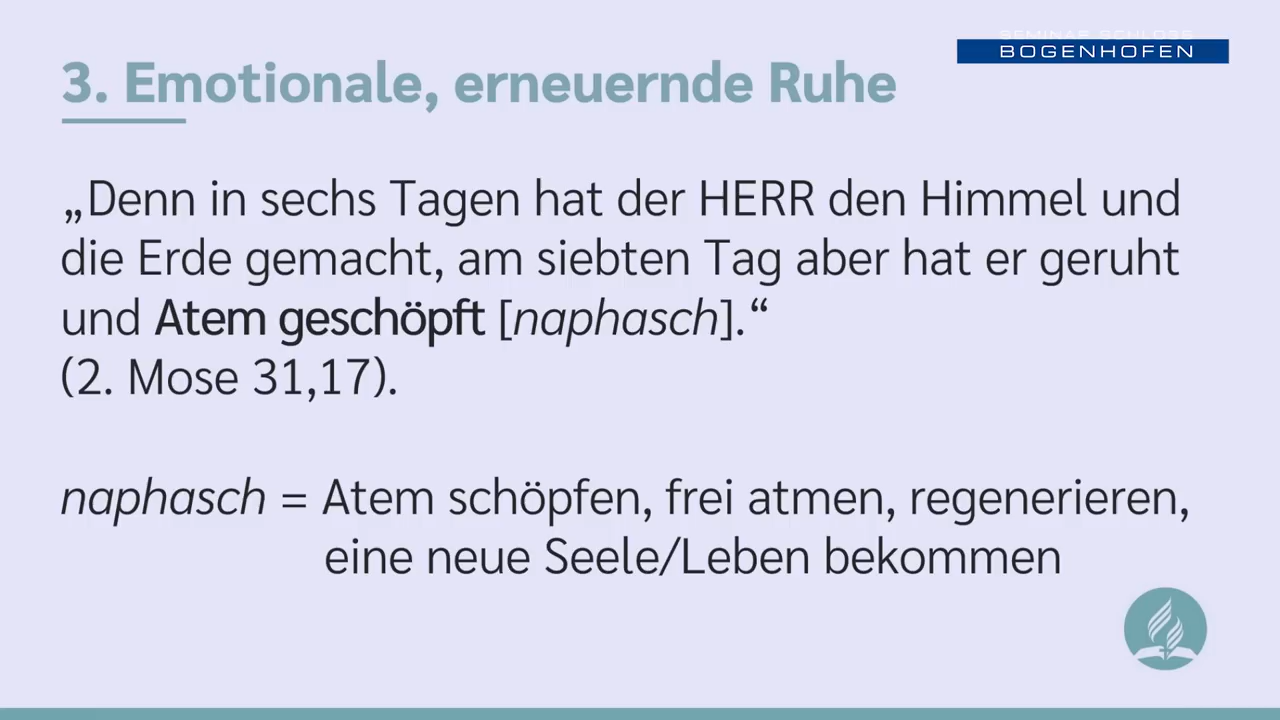 SEMINAR SCHLOSS
BOGENHOFEN
3. Emotionale, erneuernde Ruhe
„Denn in sechs Tagen hat der HERR den Himmel und
die Erde gemacht, am siebten Tag aber hat er geruht
und Atem geschöpft [naphasch].“
(2. Mose 31,17).
naphasch = Atem schöpfen, frei atmen, regenerieren,
eine neue Seele/Leben bekommen